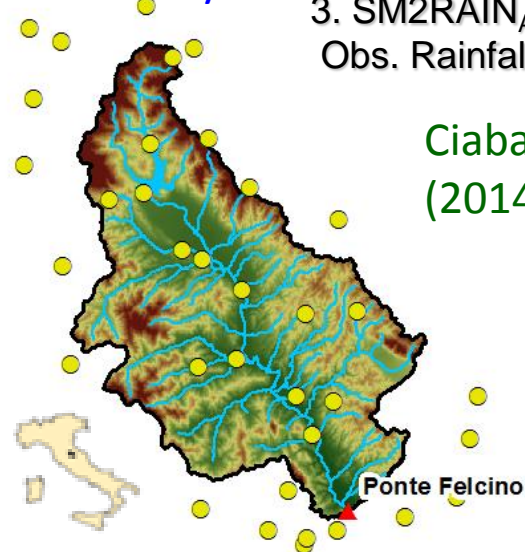 3. SM2RAIN
Obs. Rainfal
Ciaba
(2014
Ponte Felcino